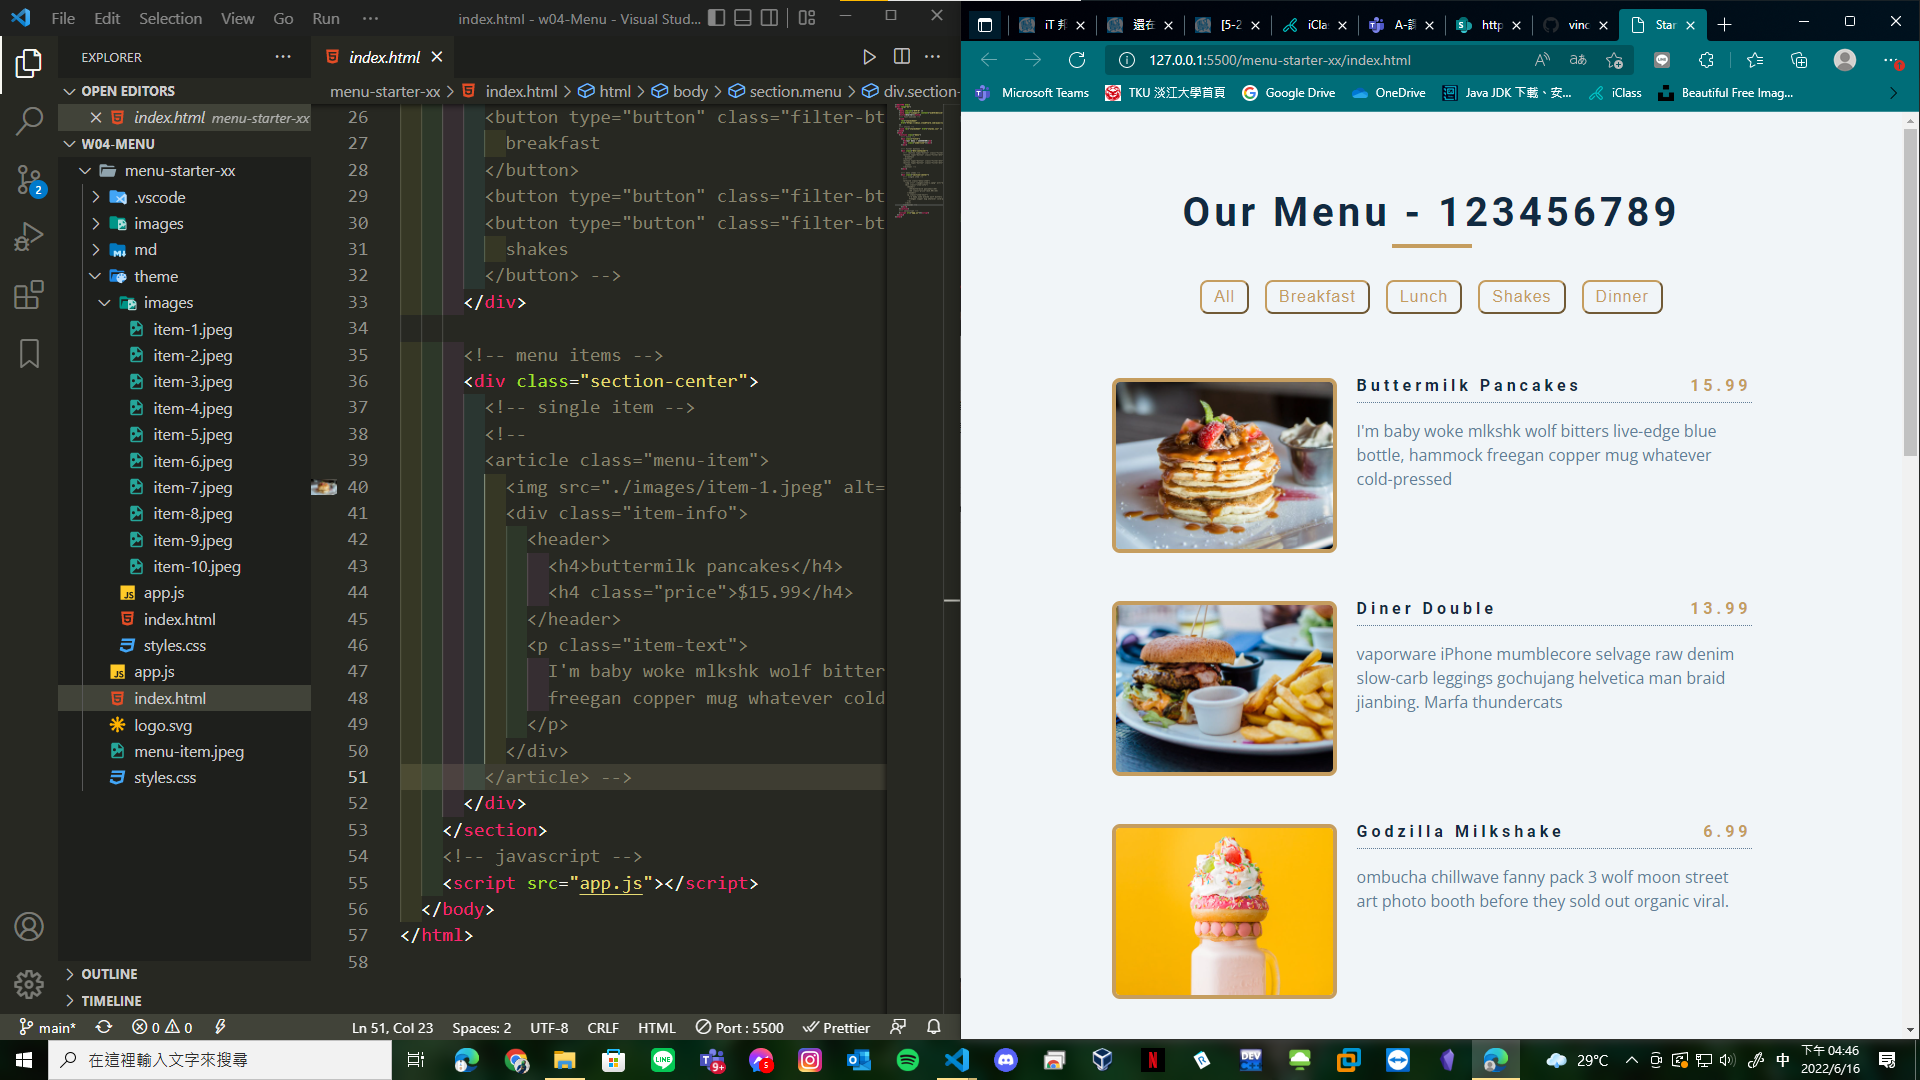 File Edit Selection View Go Run ···
index.html - w04-Menu - Visual Stud...
EXPLORER
OPEN EDITORS
index.html menu-starter-xx
W04-MENU
menu-starter-xx
.vscode
images
md
theme
images
item-1.jpeg
item-2.jpeg
item-3.jpeg
item-4.jpeg
item-5.jpeg
item-6.jpeg
item-7.jpeg
item-8.jpeg
item-9.jpeg
item-10.jpeg
app.js
index.html
styles.css
app.js
index.html
logo.svg
menu-item.jpeg
styles.css
OUTLINE
TIMELINE
2
index.html
menu-starter-xx > index.html > html > body > section.menu > div.section-
26 <button type="button" class="filter-bt
27 breakfast
28 </button>
29 <button type="button" class="filter-bt
30 <button type="button" class="filter-bt
31 shakes
32 </button> -->
33 </div>
34
35 <!-- menu items -->
36 <div class="section-center">
37 <!-- single item -->
38 <!--
39 <article class="menu-item">
40 <img src="./images/item-1.jpeg" alt=
41 <div class="item-info">
42 <header>
43 <h4>buttermilk pancakes</h4>
44 <h4 class="price">$15.99</h4>
45 </header>
46 <p class="item-text">
47 I'm baby woke mlkshk wolf bitter
48 freegan copper mug whatever cold
49 </p>
50 </div>
51 </article> -->
52 </div>
53 </section>
54 <!-- javascript -->
55 <script src="app.js"></script>
56 </body>
57 </html>
58
main* 0 0 Ln 51, Col 23 Spaces: 2 UTF-8 CRLF HTML Port : 5500 Prettier
iT 邦 還在 [5-2 iCla A-課 http vinc Star
127.0.0.1:5500/menu-starter-xx/index.html
Microsoft Teams TKU 淡江大學首頁 Google Drive OneDrive Java JDK 下載、安... iClass Beautiful Free Imag...
Our Menu - 123456789
All Breakfast Lunch Shakes Dinner
Buttermilk Pancakes 15.99
I'm baby woke mlkshk wolf bitters live-edge blue
bottle, hammock freegan copper mug whatever
cold-pressed
Diner Double 13.99
vaporware iPhone mumblecore selvage raw denim
slow-carb leggings gochujang helvetica man braid
jianbing. Marfa thundercats
Godzilla Milkshake 6.99
ombucha chillwave fanny pack 3 wolf moon street
art photo booth before they sold out organic viral.
在這裡輸入文字來搜尋
9+
5
DEV
29°C
中
下午 04:46
2022/6/16